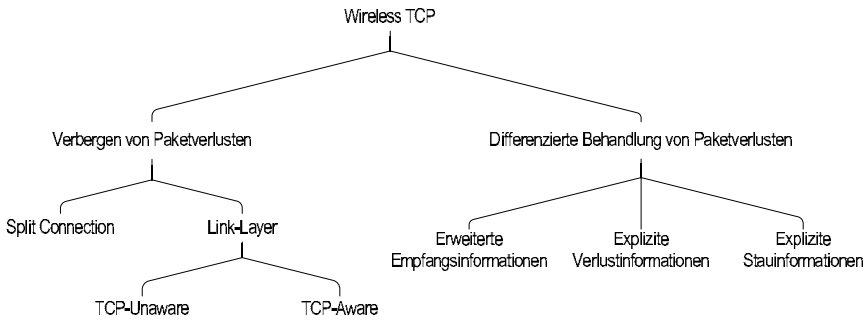 Wireless TCP
Verbergen von Paketverlusten
Differenzierte Behandlung von Paketverlusten
Split Connection
Link-Layer
Erweiterte
Empfangsinformationen
Explizite
Verlustinformationen
Explizite
Stauinformationen
TCP-Unaware
TCP-Aware